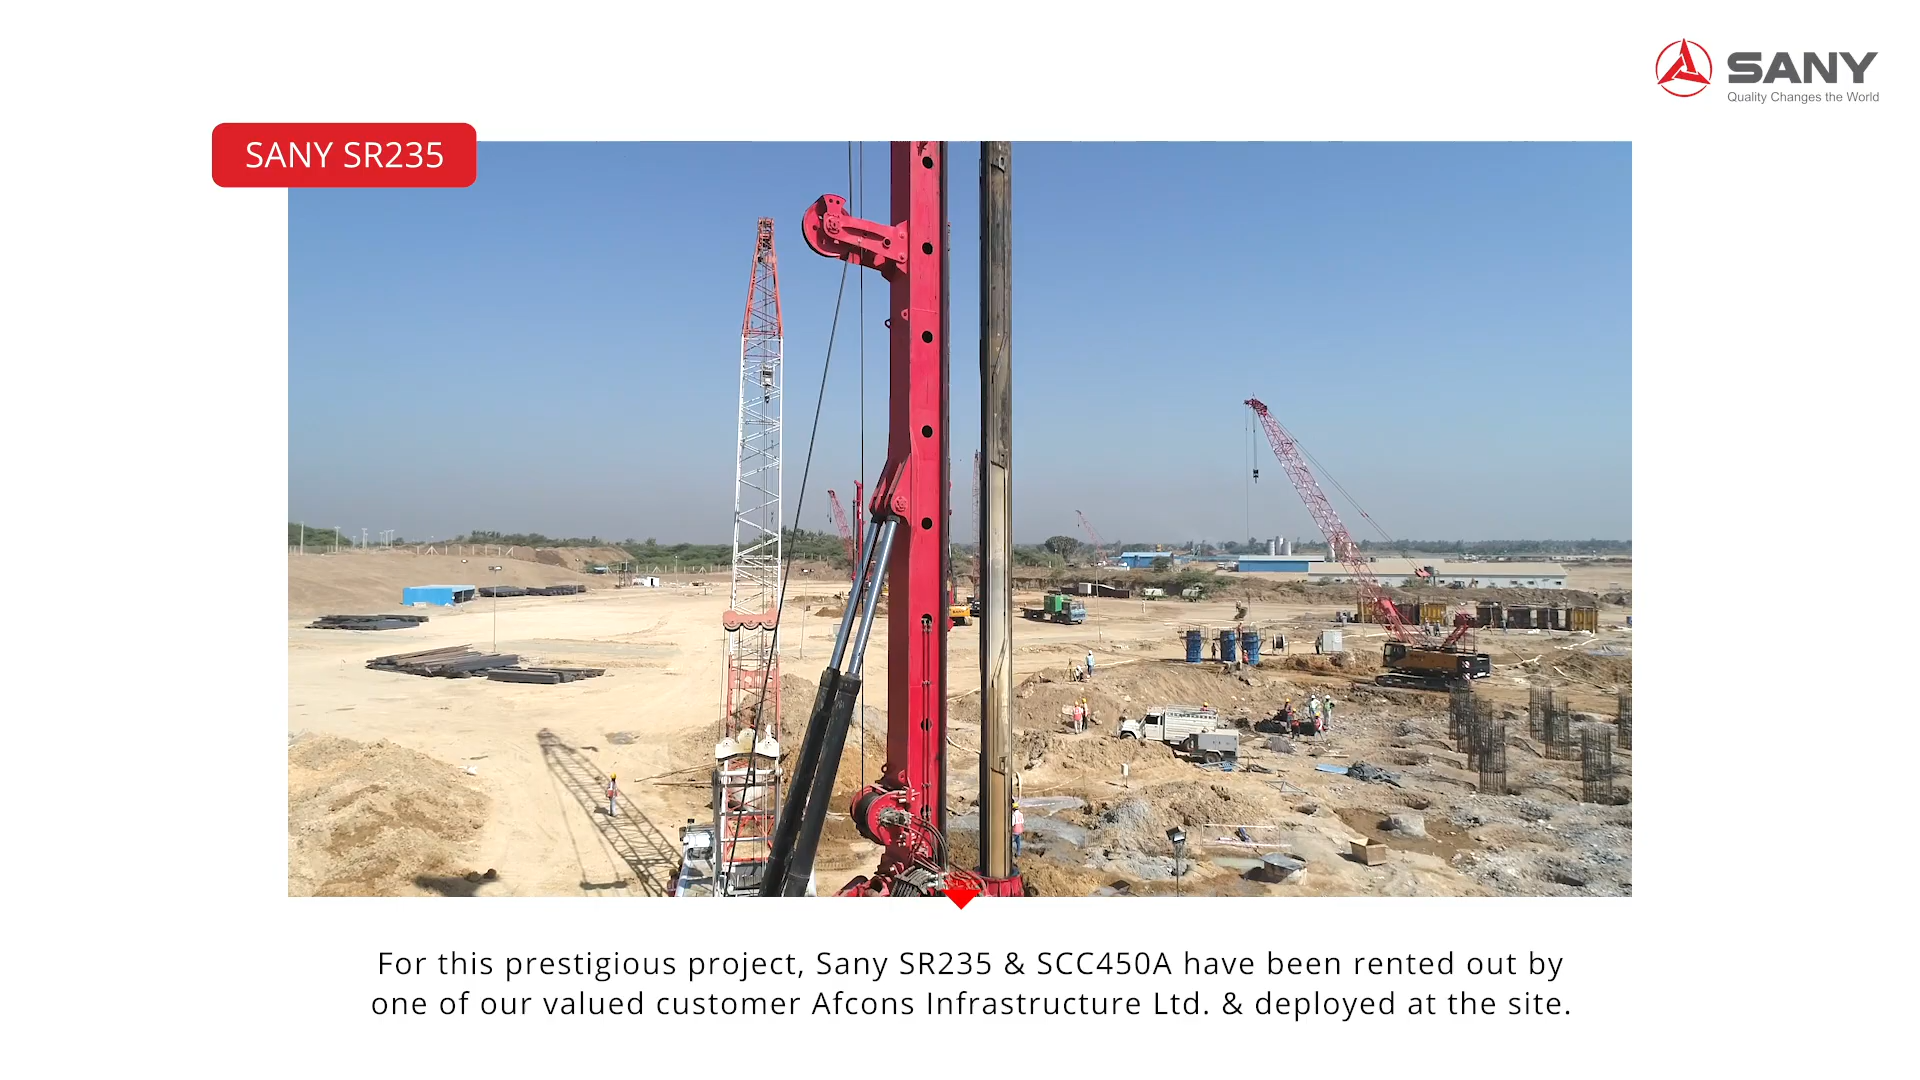 SANY
Quality Changes the World
SANY SR235
SANY
For this prestigious project, Sany SR235 & SCC450A have been rented out by
one of our valued customer Afcons Infrastructure Ltd. & deployed at the site.